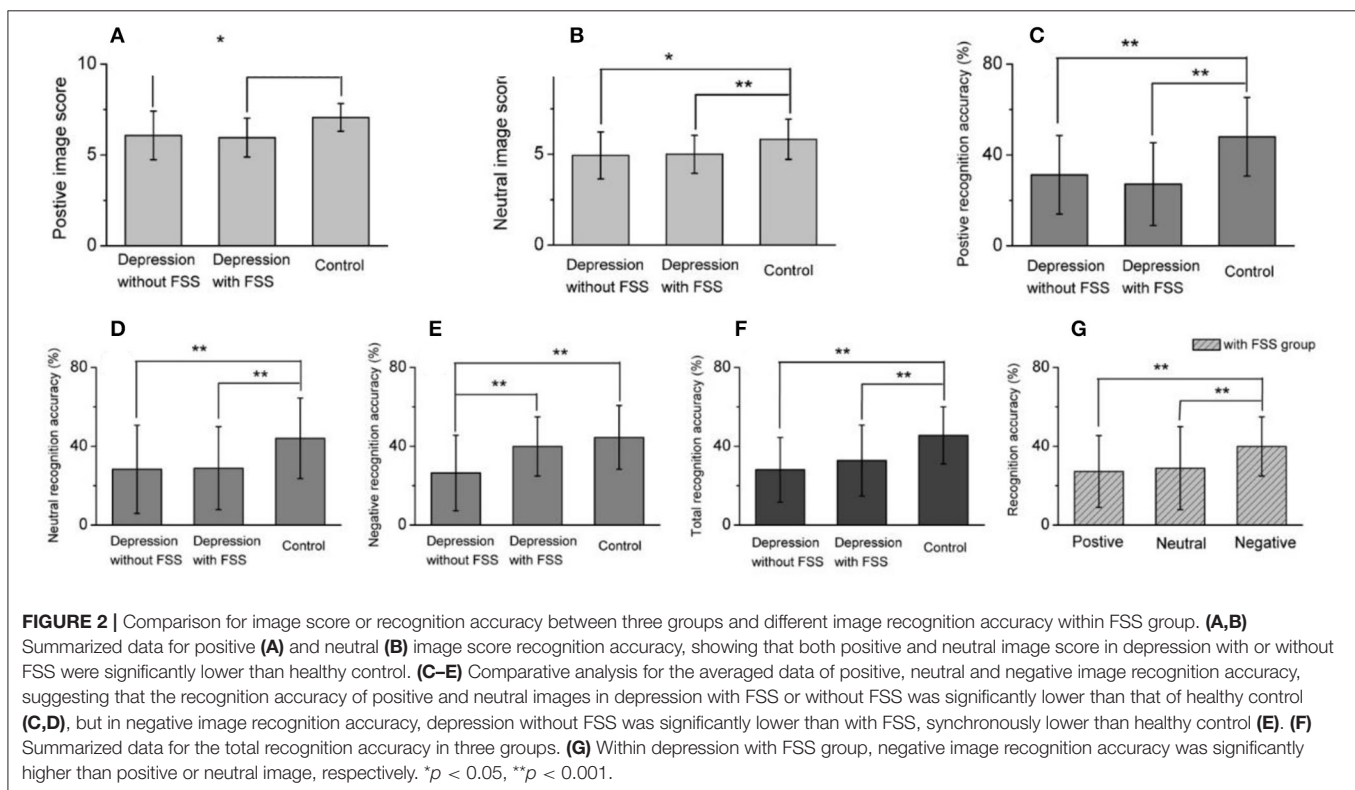 A
*
10
5
0
Postive image score
Depression without FSS
Depression with FSS
Control
B
*
**
5
0
Neutral image score
Depression without FSS
Depression with FSS
Control
C
**
**
80
40
0
Postive recognition accuracy (%)
Depression without FSS
Depression with FSS
Control
D
**
**
80
40
0
Neutral recognition accuracy (%)
Depression without FSS
Depression with FSS
Control
E
**
**
80
40
0
Negative recognition accuracy (%)
Depression without FSS
Depression with FSS
Control
F
**
**
80
40
0
Total recognition accuracy (%)
Depression without FSS
Depression with FSS
Control
G
with FSS group
**
**
80
40
0
Recognition accuracy (%)
Postive
Neutral
Negative
FIGURE 2 | Comparison for image score or recognition accuracy between three groups and different image recognition accuracy within FSS group. (A,B)
Summarized data for positive (A) and neutral (B) image score recognition accuracy, showing that both positive and neutral image score in depression with or without
FSS were significantly lower than healthy control. (C–E) Comparative analysis for the averaged data of positive, neutral and negative image recognition accuracy,
suggesting that the recognition accuracy of positive and neutral images in depression with FSS or without FSS was significantly lower than that of healthy control
(C,D), but in negative image recognition accuracy, depression without FSS was significantly lower than with FSS, synchronously lower than healthy control (E). (F)
Summarized data for the total recognition accuracy in three groups. (G) Within depression with FSS group, negative image recognition accuracy was significantly
higher than positive or neutral image, respectively. *p < 0.05, **p < 0.001.